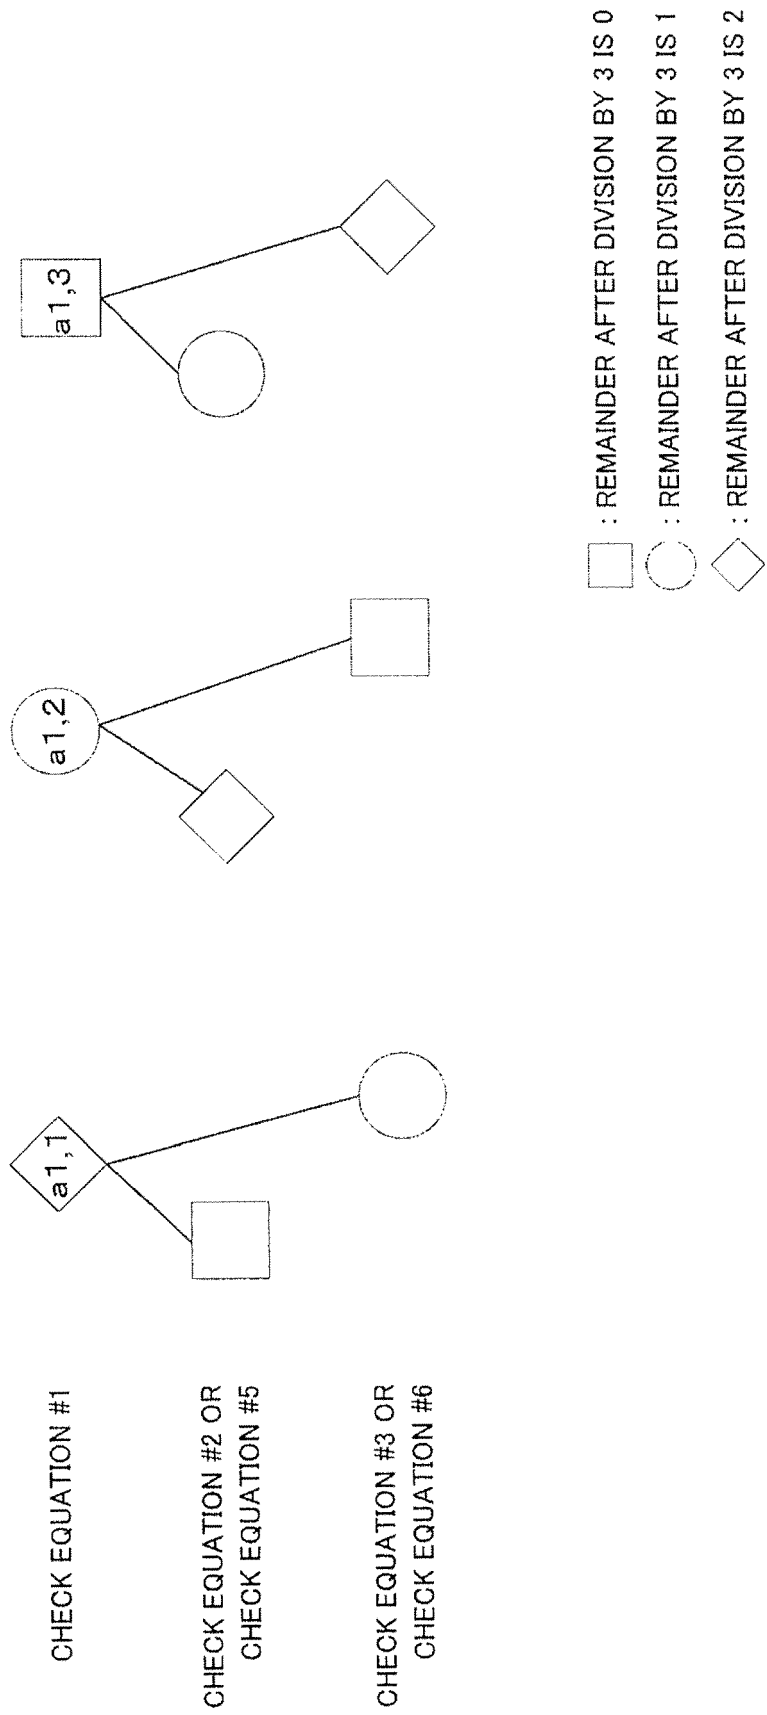 CHECK EQUATION #1
a1,1
a1,2
a1,3
CHECK EQUATION #2 OR
CHECK EQUATION #5
CHECK EQUATION #3 OR
CHECK EQUATION #6
: REMAINDER AFTER DIVISION BY 3 IS 0
: REMAINDER AFTER DIVISION BY 3 IS 1
: REMAINDER AFTER DIVISION BY 3 IS 2